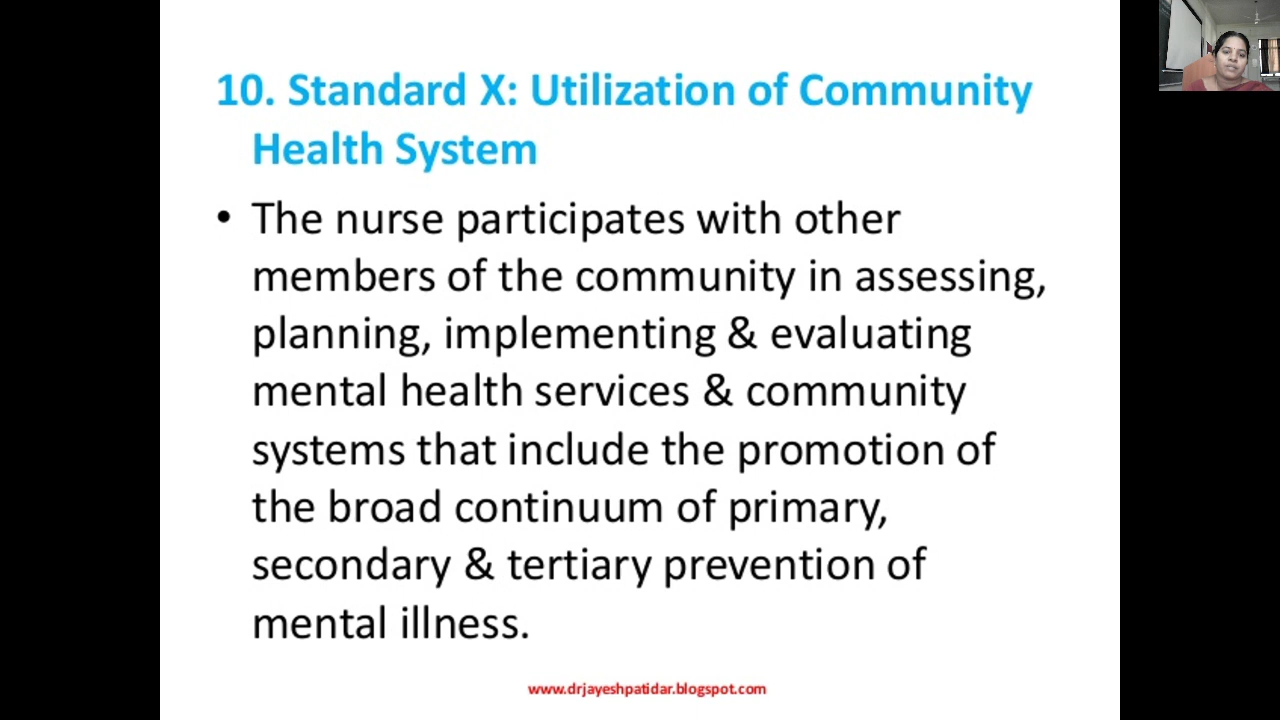 10. Standard X: Utilization of Community
Health System
• The nurse participates with other
members of the community in assessing,
planning, implementing & evaluating
mental health services & community
systems that include the promotion of
the broad continuum of primary,
secondary & tertiary prevention of
mental illness.
www.drjayeshpatidar.blogspot.com